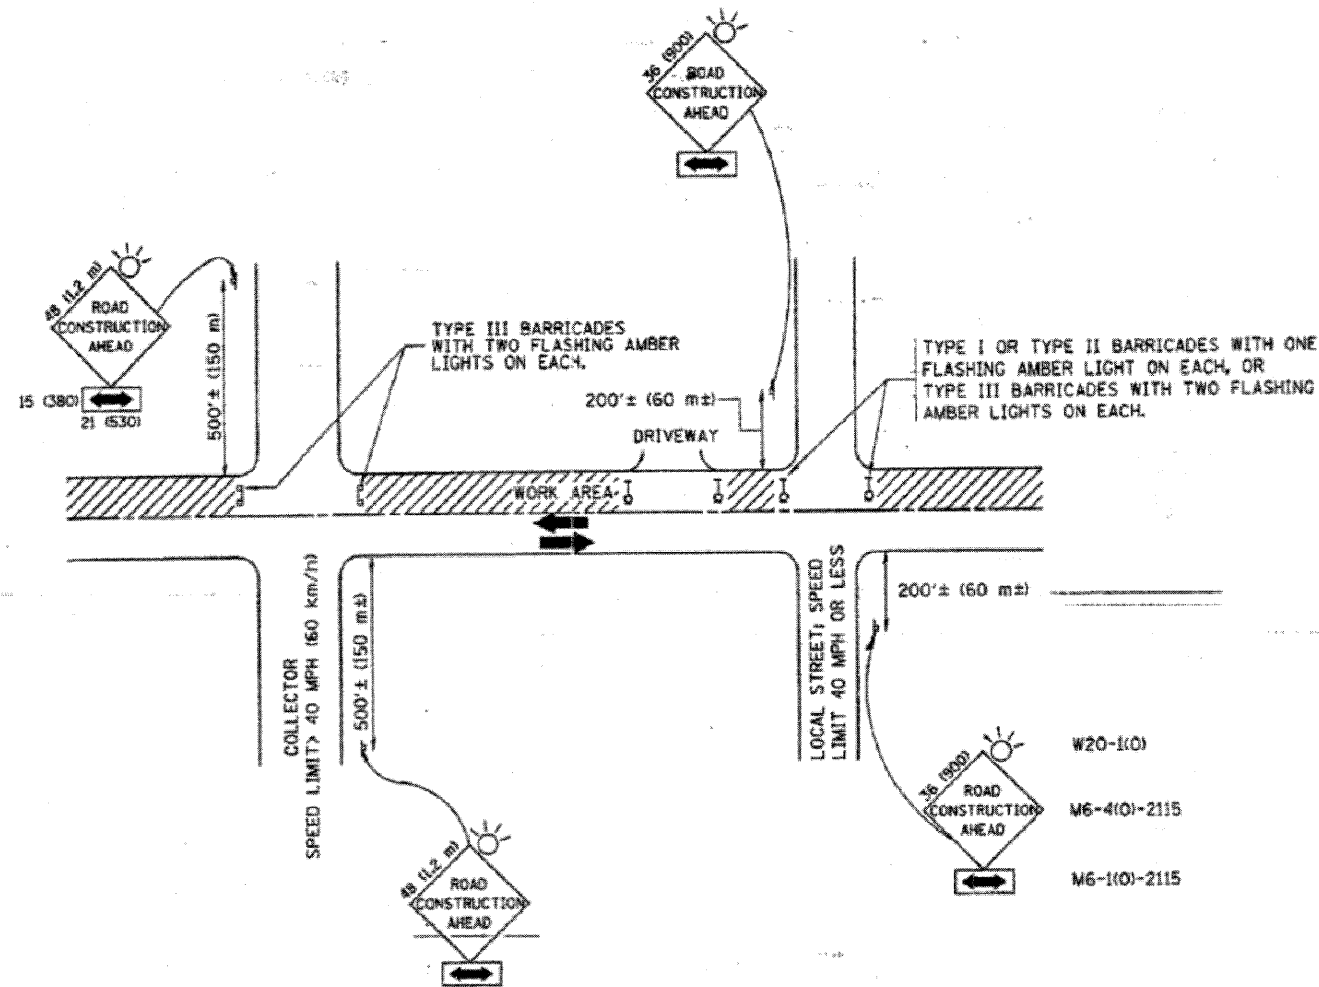 36 (900)
ROAD
CONSTRUCTION
AHEAD
48 (1.2 m)
ROAD
CONSTRUCTION
AHEAD
15 (380)
21 (530)
500'± (150 m)
TYPE III BARRICADES
WITH TWO FLASHING AMBER
LIGHTS ON EACH.
200'± (60 m±)
DRIVEWAY
TYPE I OR TYPE II BARRICADES WITH ONE
FLASHING AMBER LIGHT ON EACH, OR
TYPE III BARRICADES WITH TWO FLASHING
AMBER LIGHTS ON EACH.
WORK AREA
COLLECTOR
SPEED LIMIT> 40 MPH (60 km/h)
500'± (150 m±)
LOCAL STREET; SPEED
LIMIT 40 MPH OR LESS
200'± (60 m±)
48 (1.2 m)
ROAD
CONSTRUCTION
AHEAD
36 (900)
ROAD
CONSTRUCTION
AHEAD
W20-1(O)
M6-4(O)-2115
M6-1(O)-2115